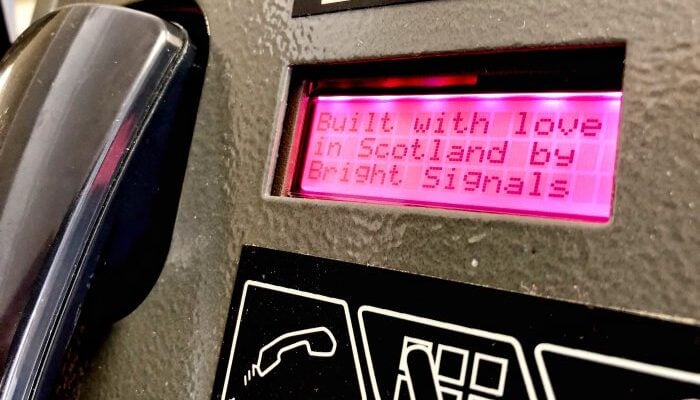 Built with love
in Scotland by
Bright Signals